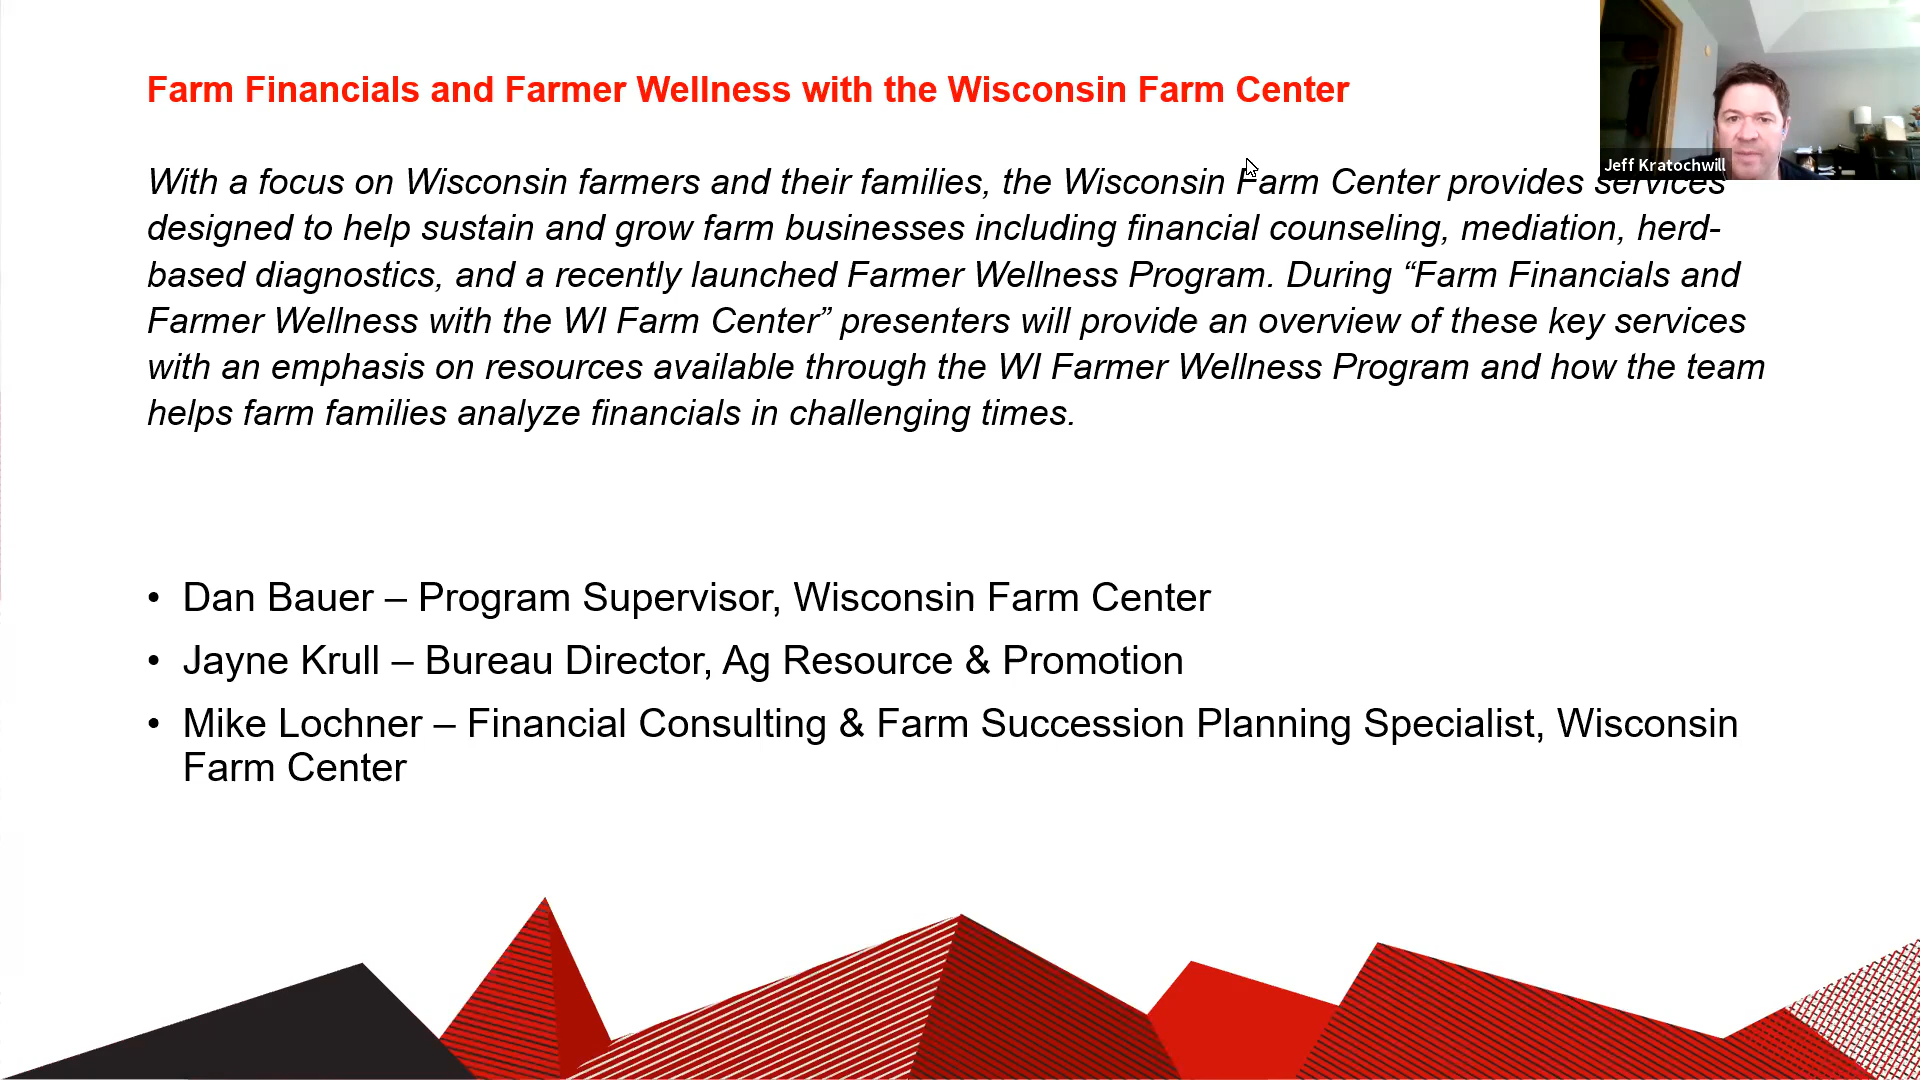 Farm Financials and Farmer Wellness with the Wisconsin Farm Center
Jeff Kratochwill
With a focus on Wisconsin farmers and their families, the Wisconsin Farm Center provides services
designed to help sustain and grow farm businesses including financial counseling, mediation, herd-
based diagnostics, and a recently launched Farmer Wellness Program. During “Farm Financials and
Farmer Wellness with the WI Farm Center” presenters will provide an overview of these key services
with an emphasis on resources available through the WI Farmer Wellness Program and how the team
helps farm families analyze financials in challenging times.
• Dan Bauer – Program Supervisor, Wisconsin Farm Center
• Jayne Krull – Bureau Director, Ag Resource & Promotion
• Mike Lochner – Financial Consulting & Farm Succession Planning Specialist, Wisconsin
Farm Center